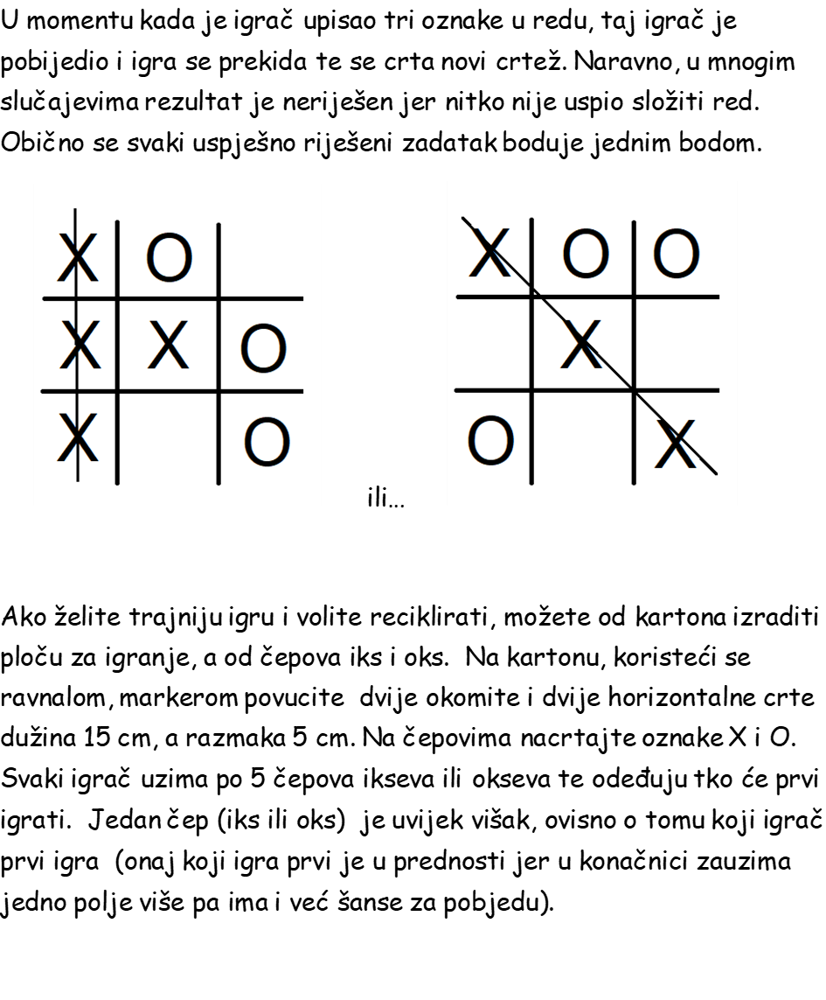 U momentu kada je igrač upisao tri oznake u redu, taj igrač je
pobijedio i igra se prekida te se crta novi crtež. Naravno, u mnogim
slučajevima rezultat je neriješen jer nitko nije uspio složiti red.
Obično se svaki uspješno riješeni zadatak boduje jednim bodom.
X O
X X O
X O
ili...
X O O
X
O X
Ako želite trajniju igru i volite reciklirati, možete od kartona izraditi
ploču za igranje, a od čepova iks i oks. Na kartonu, koristeći se
ravnalom, markerom povucite dvije okomite i dvije horizontalne crte
dužina 15 cm, a razmaka 5 cm. Na čepovima nacrtajte oznake X i O.
Svaki igrač uzima po 5 čepova ikseva ili okseva te odeđuju tko će prvi
igrati. Jedan čep (iks ili oks) je uvijek višak, ovisno o tomu koji igrač
prvi igra (onaj koji igra prvi je u prednosti jer u konačnici zauzima
jedno polje više pa ima i već šanse za pobjedu).